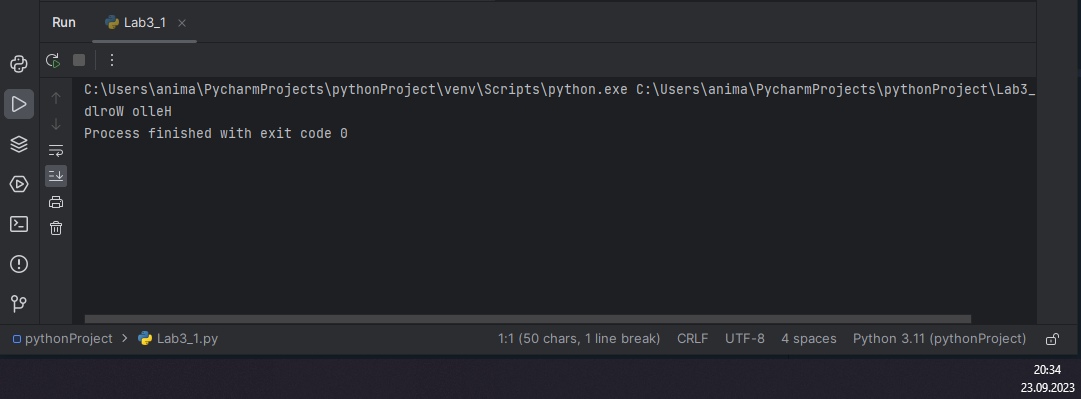 Run Lab3_1
C:\Users\anima\PycharmProjects\pythonProject\venv\Scripts\python.exe C:\Users\anima\PycharmProjects\pythonProject\Lab3_
dlroW olleH
Process finished with exit code 0
pythonProject > Lab3_1.py 1:1 (50 chars, 1 line break) CRLF UTF-8 4 spaces Python 3.11 (pythonProject)
20:34
23.09.2023